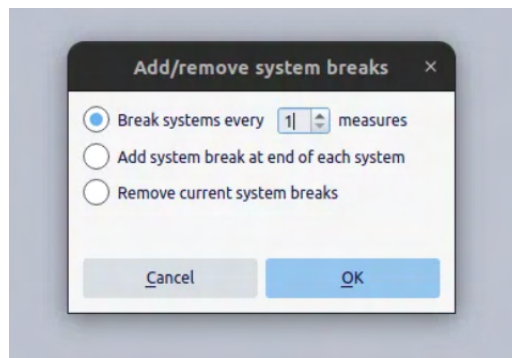 Add/remove system breaks ×
Break systems every 1 measures
Add system break at end of each system
Remove current system breaks
Cancel OK